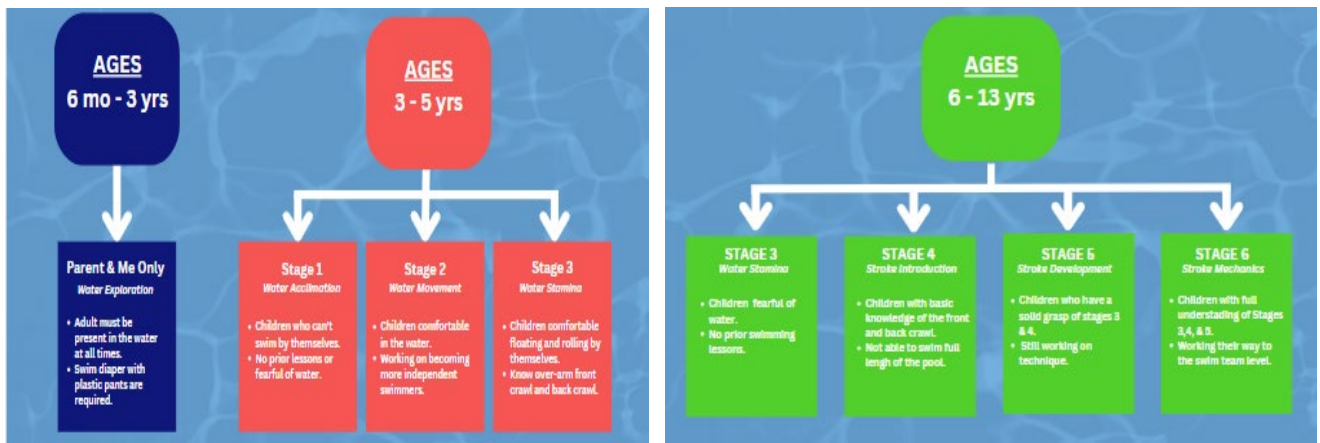 AGES
6 mo - 3 yrs
AGES
3 - 5 yrs
Parent & Me Only
Water Exploration
• Adult must be
present in the water
at all times.
• Swim diaper with
plastic pants are
required.
Stage 1
Water Acclimation
• Children who can't
swim by themselves.
• No prior lessons or
fearful of water.
Stage 2
Water Movement
• Children comfortable
in the water.
• Working on becoming
more independent
swimmers.
Stage 3
Water Stamina
• Children comfortable
floating and rolling by
themselves.
• Know over-arm front
crawl and back crawl.
AGES
6 - 13 yrs
STAGE 3
Water Stamina
• Children fearful of
water.
• No prior swimming
lessons.
STAGE 4
Stroke Introduction
• Children with basic
knowledge of the front
and back crawl.
• Not able to swim full
lengh of the pool.
STAGE 5
Stroke Development
• Children who have a
solid grasp of stages 3
& 4.
• Still working on
technique.
STAGE 6
Stroke Mechanics
• Children with full
understading of Stages
3,4, & 5.
• Working their way to
the swim team level.